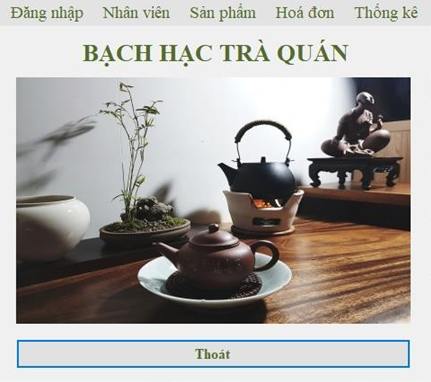 Đăng nhập Nhân viên Sản phẩm Hoá đơn Thống kê
BẠCH HẠC TRÀ QUÁN
Thoát